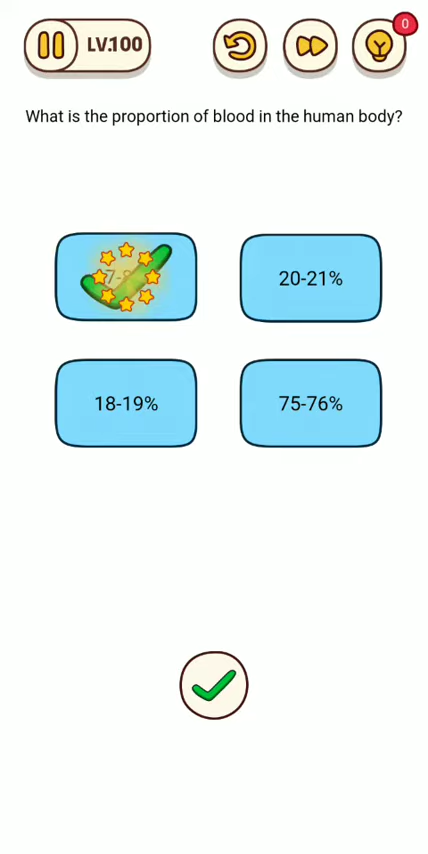 LV.100
0
What is the proportion of blood in the human body?
20-21%
18-19%
75-76%